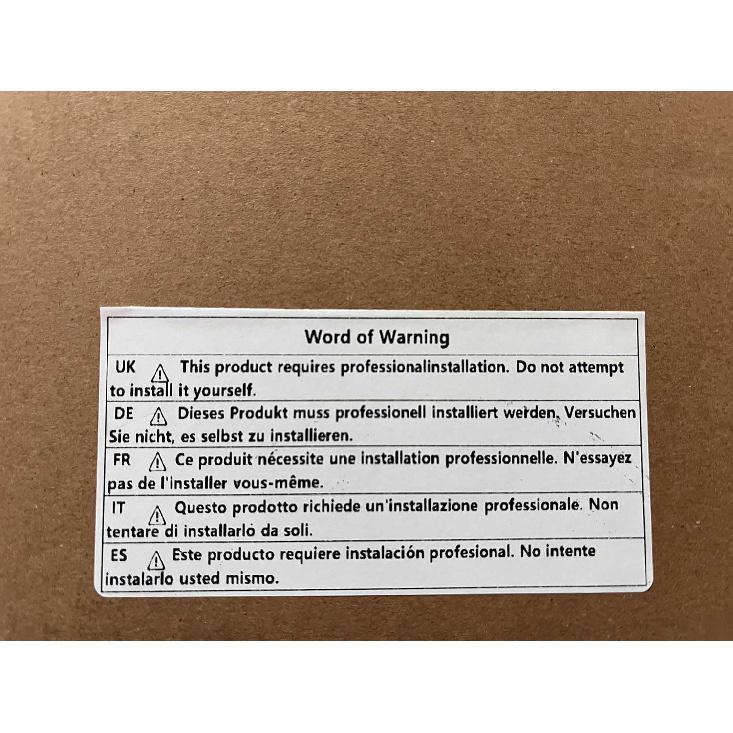 Word of Warning
UK ⚠ This product requires professionalinstallation. Do not attempt
to install it yourself.
DE ⚠ Dieses Produkt muss professionell installiert werden. Versuchen
Sie nicht, es selbst zu installieren.
FR ⚠ Ce produit nécessite une installation professionnelle. N'essayez
pas de l'installer vous-même.
IT ⚠ Questo prodotto richiede un'installazione professionale. Non
tentare di installarlo da soli.
ES ⚠ Este producto requiere instalación profesional. No intente
instalarlo usted mismo.